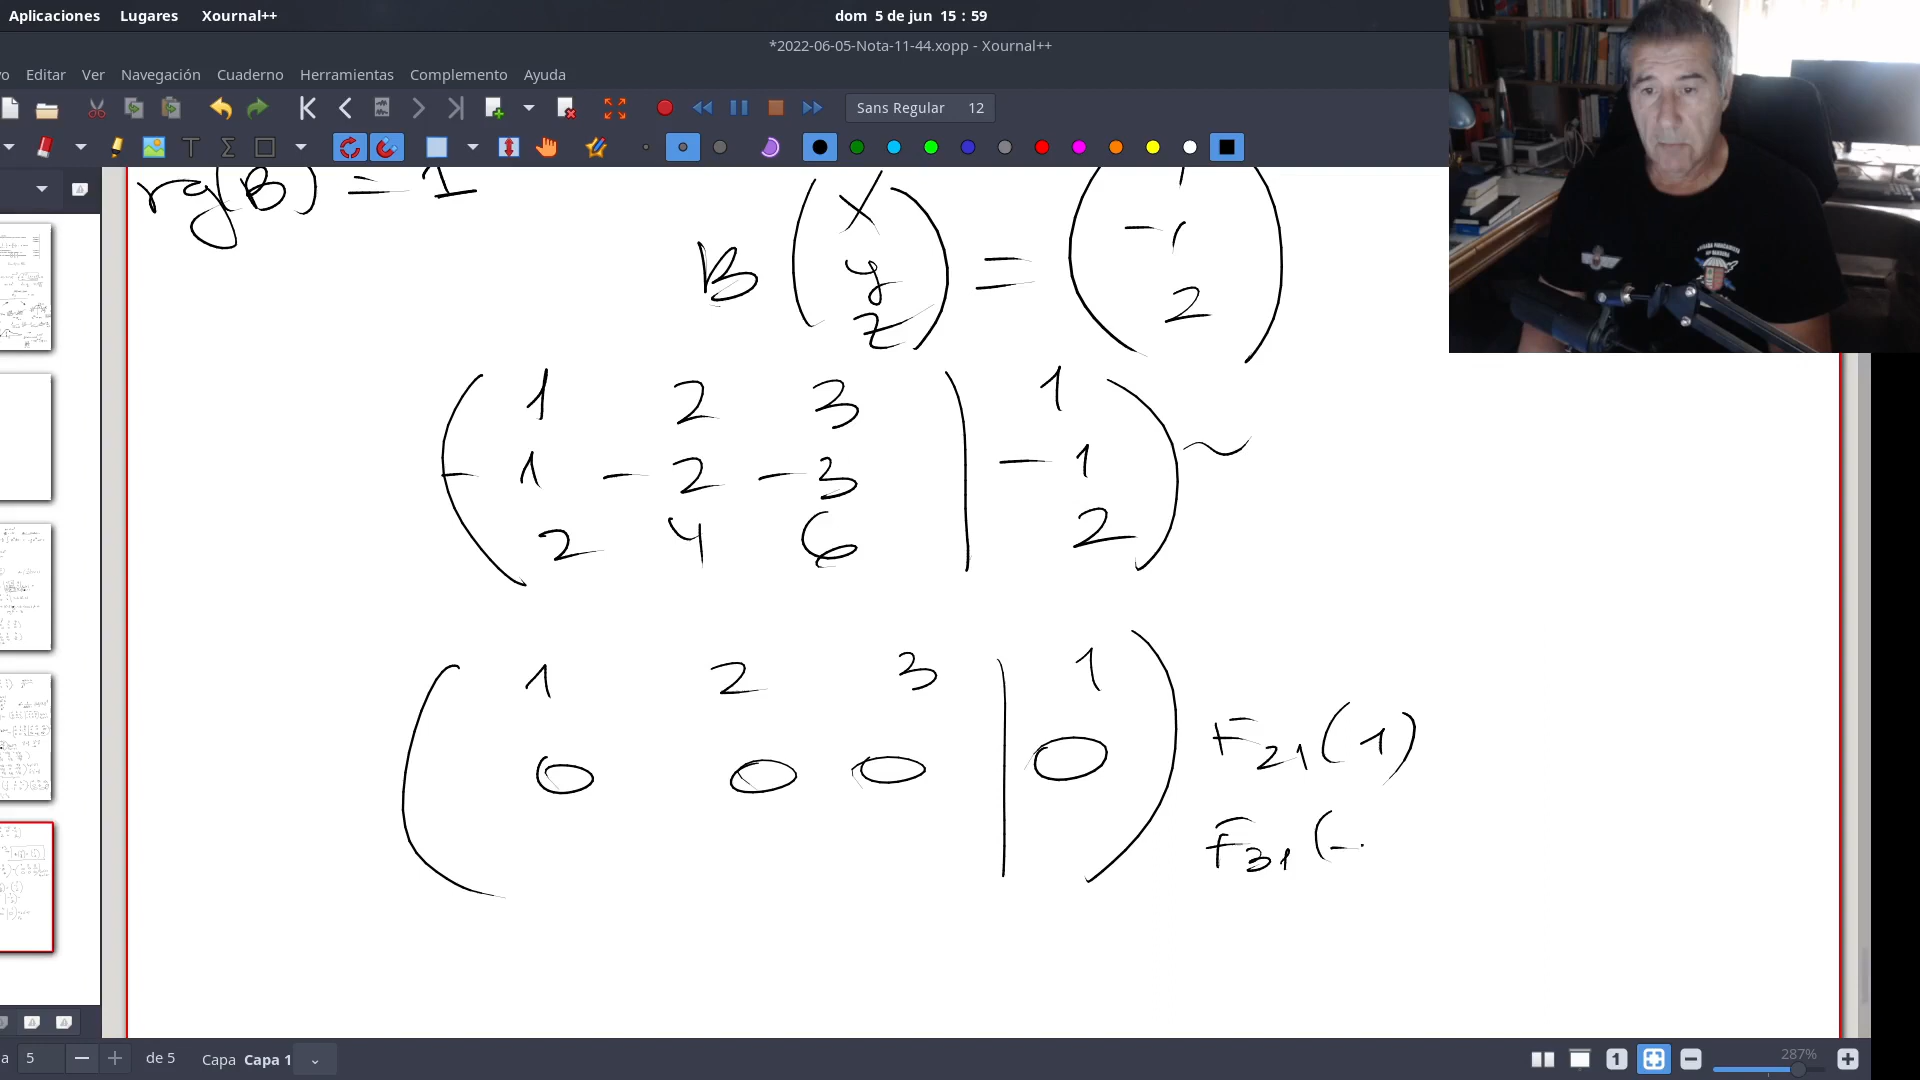 Aplicaciones Lugares Xournal++ dom 5 de jun 15 : 59
*2022-06-05-Nota-11-44.xopp - Xournal++
o Editar Ver Navegación Cuaderno Herramientas Complemento Ayuda
Sans Regular 12
rg(B) = 1
B ( x y z ) = ( 1 -1 2 )
( 1 2 3 | 1 )
-1 -2 -3 | -1 ~
2 4 6 | 2
( 1 2 3 | 1 )
0 0 0 | 0 F21 (1)
F31 (-
a 5 de 5 Capa Capa 1 1 287%